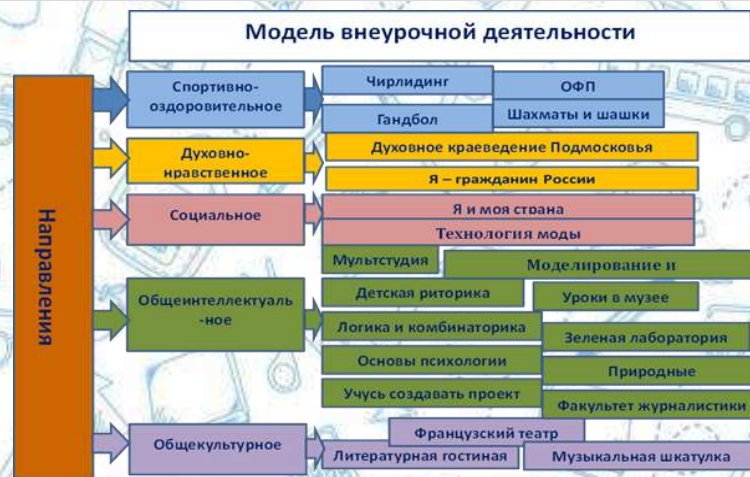 Модель внеурочной деятельности
Направления
Спортивно-
оздоровительное
Чирлидинг
ОФП
Гандбол
Шахматы и шашки
Духовно-
нравственное
Духовное краеведение Подмосковья
Я – гражданин России
Социальное
Я и моя страна
Технология моды
Общеинтеллектуаль
-ное
Мультстудия
Моделирование и
Детская риторика
Уроки в музее
Логика и комбинаторика
Зеленая лаборатория
Основы психологии
Природные
Учусь создавать проект
Факультет журналистики
Общекультурное
Французский театр
Литературная гостиная
Музыкальная шкатулка